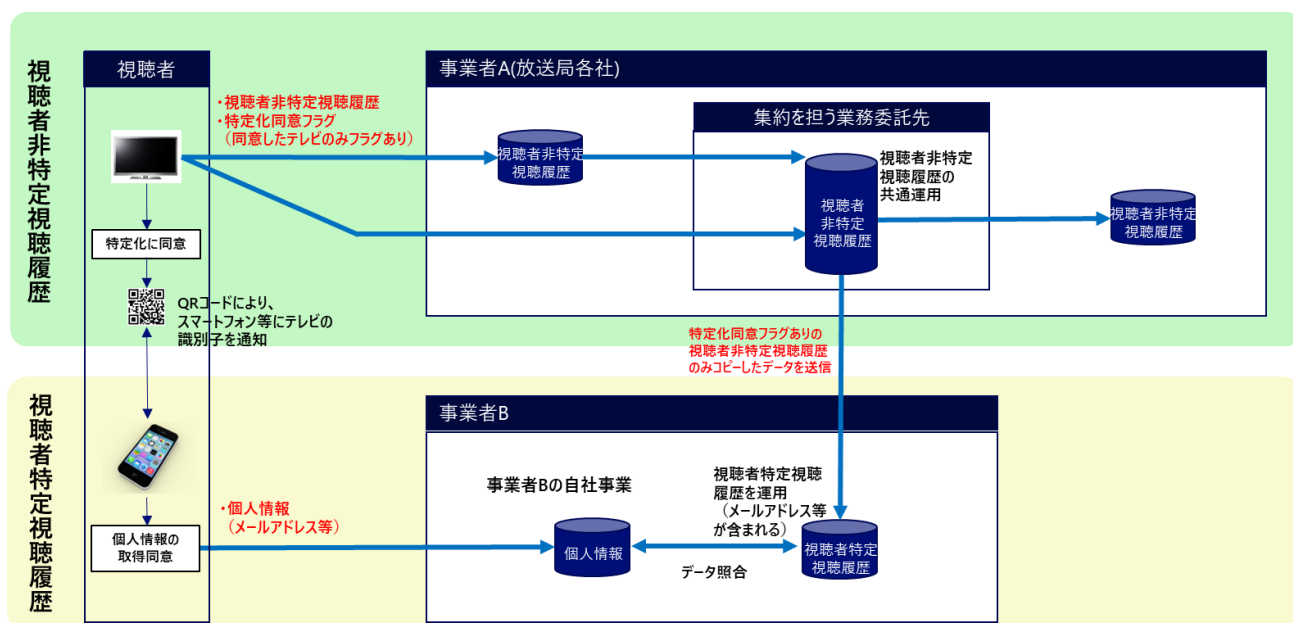 視聴者非特定視聴履歴
視聴者
・視聴者非特定視聴履歴
・特定化同意フラグ
（同意したテレビのみフラグあり）
特定化に同意
QRコードにより、
スマートフォン等にテレビの
識別子を通知
事業者A(放送局各社)
視聴者非特定
視聴履歴
集約を担う業務委託先
視聴者
非特定
視聴履歴
視聴者非特定
視聴履歴の
共通運用
視聴者非特定
視聴履歴
特定化同意フラグありの
視聴者非特定視聴履歴
のみコピーしたデータを送信
視聴者特定視聴履歴
個人情報の
取得同意
・個人情報
（メールアドレス等）
事業者B
事業者Bの自社事業
個人情報
データ照合
視聴者特定視聴
履歴を運用
（メールアドレス等
が含まれる）
視聴者特定
視聴履歴